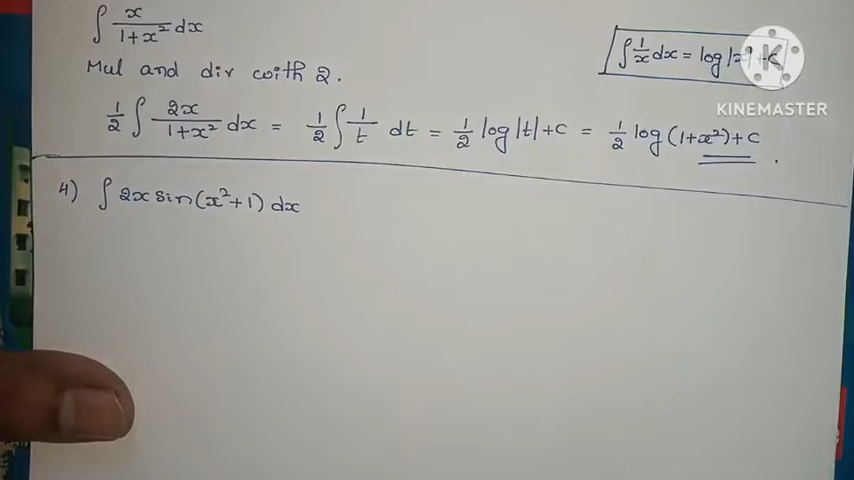 ∫ x/(1+x²) dx
∫ 1/x dx = log|x| + c
K
KINEMASTER
Mul and div with 2.
1/2 ∫ 2x/(1+x²) dx = 1/2 ∫ 1/t dt = 1/2 log|t| + c = 1/2 log(1+x²) + c.
4) ∫ 2x sin(x²+1) dx